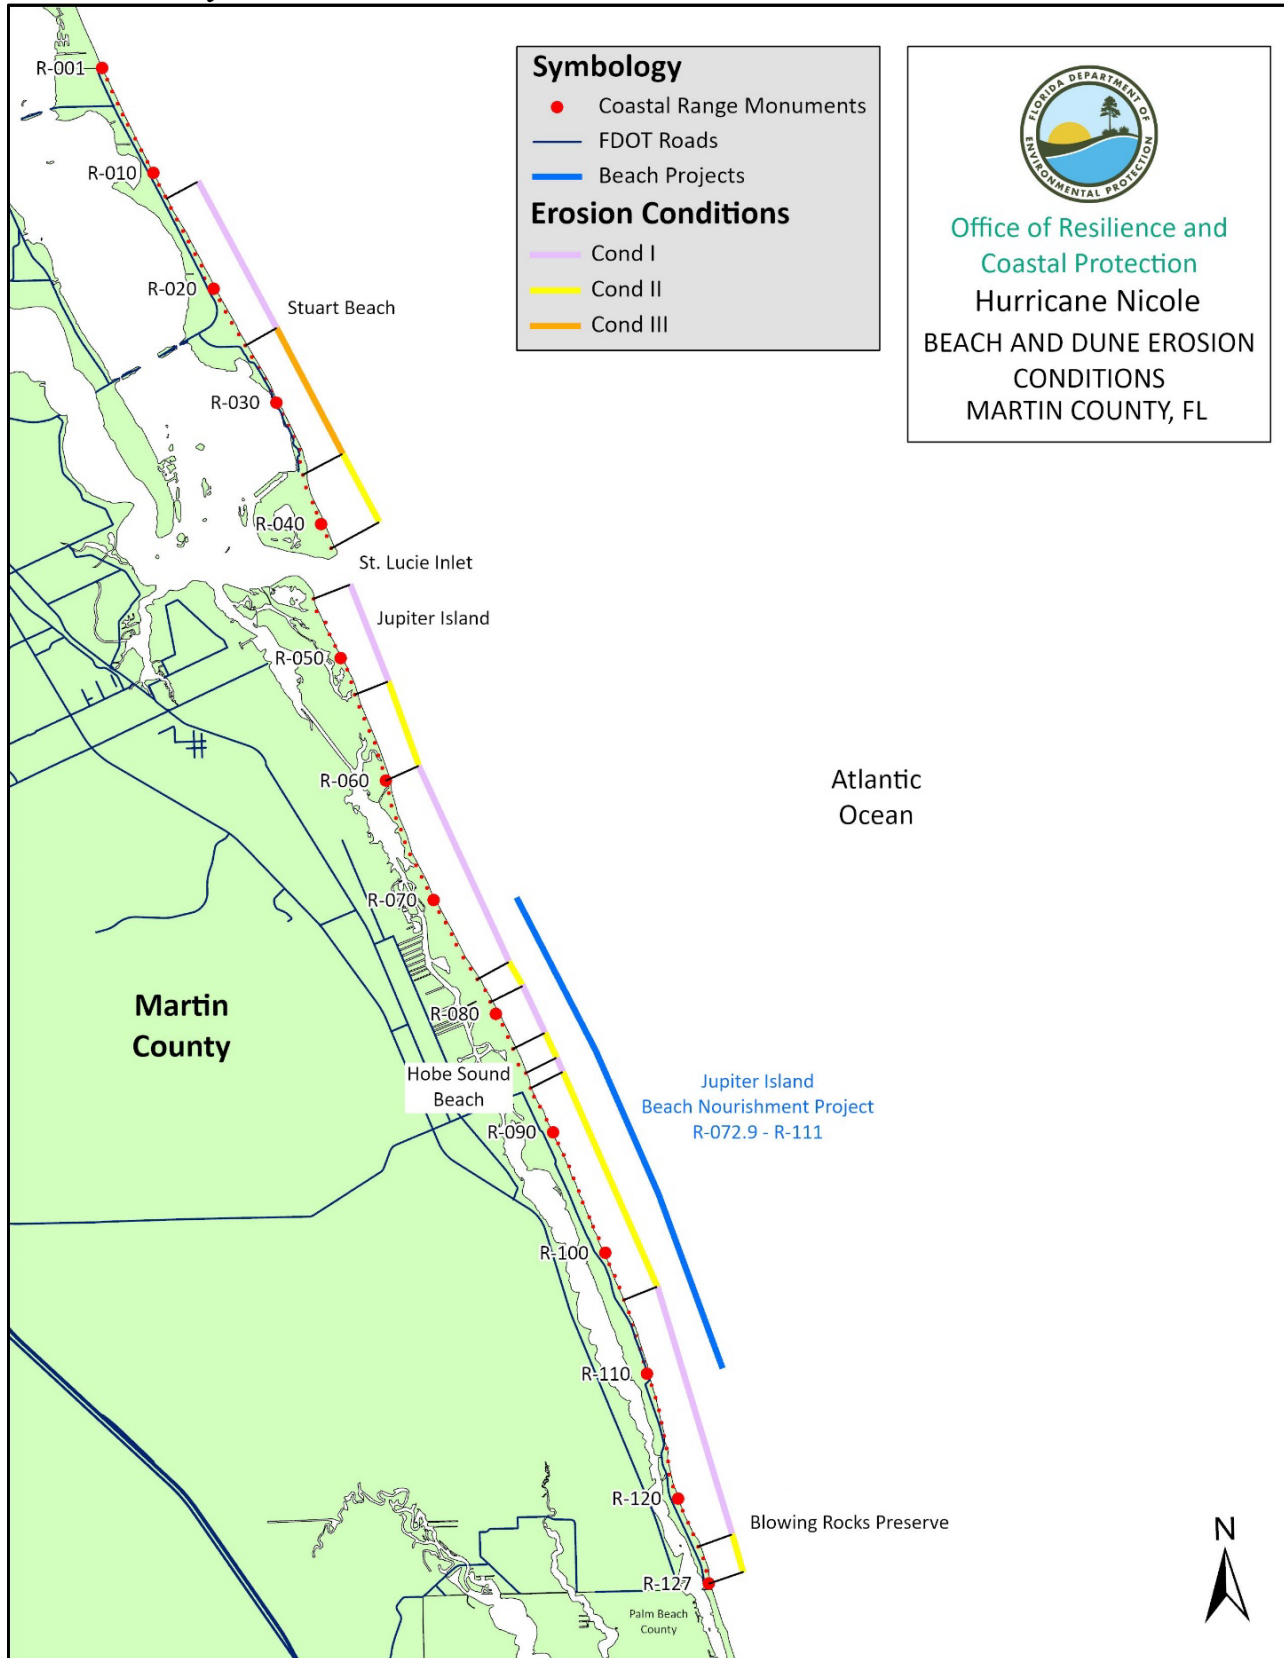 R-001
R-010
R-020
Stuart Beach
R-030
R-040
St. Lucie Inlet
Jupiter Island
R-050
R-060
R-070
R-080
Hobe Sound
Beach
R-090
R-100
R-110
R-120
Blowing Rocks Preserve
R-127
Palm Beach
County
Martin
County
Atlantic
Ocean
Jupiter Island
Beach Nourishment Project
R-072.9 - R-111
Symbology
Coastal Range Monuments
FDOT Roads
Beach Projects
Erosion Conditions
Cond I
Cond II
Cond III
FLORIDA DEPARTMENT OF
ENVIRONMENTAL PROTECTION
Office of Resilience and
Coastal Protection
Hurricane Nicole
BEACH AND DUNE EROSION
CONDITIONS
MARTIN COUNTY, FL
N